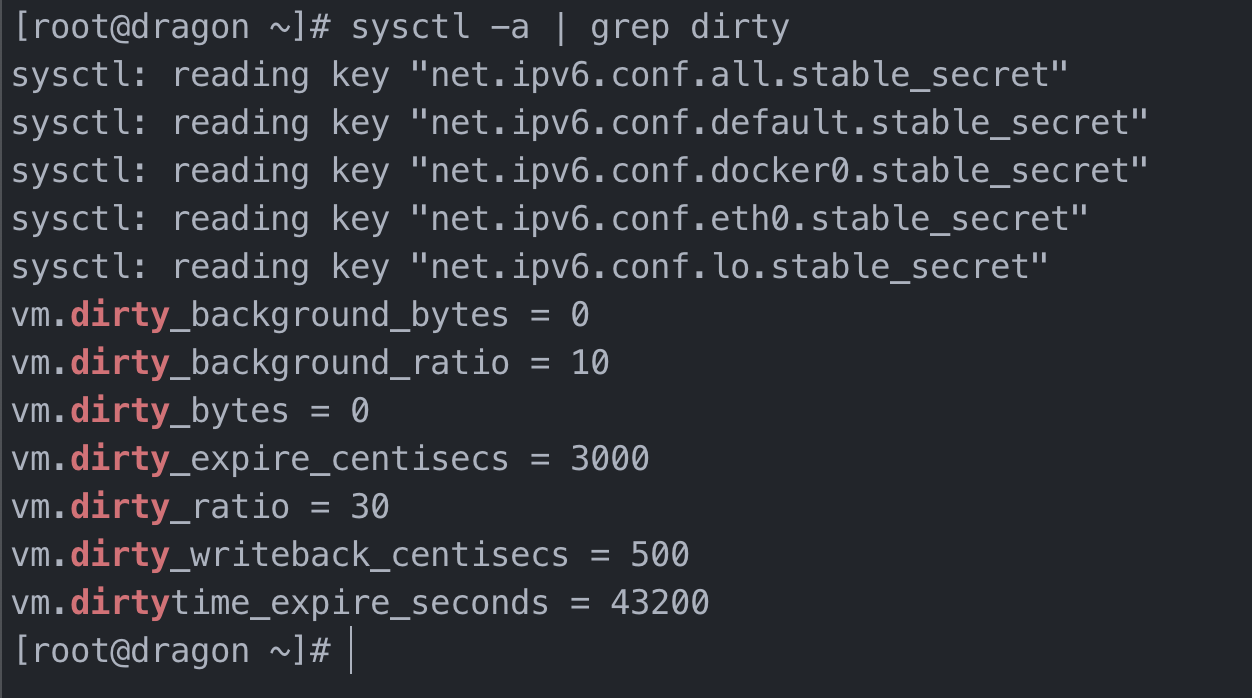 [root@dragon ~]# sysctl -a | grep dirty
sysctl: reading key "net.ipv6.conf.all.stable_secret"
sysctl: reading key "net.ipv6.conf.default.stable_secret"
sysctl: reading key "net.ipv6.conf.docker0.stable_secret"
sysctl: reading key "net.ipv6.conf.eth0.stable_secret"
sysctl: reading key "net.ipv6.conf.lo.stable_secret"
vm.dirty_background_bytes = 0
vm.dirty_background_ratio = 10
vm.dirty_bytes = 0
vm.dirty_expire_centisecs = 3000
vm.dirty_ratio = 30
vm.dirty_writeback_centisecs = 500
vm.dirtytime_expire_seconds = 43200
[root@dragon ~]#